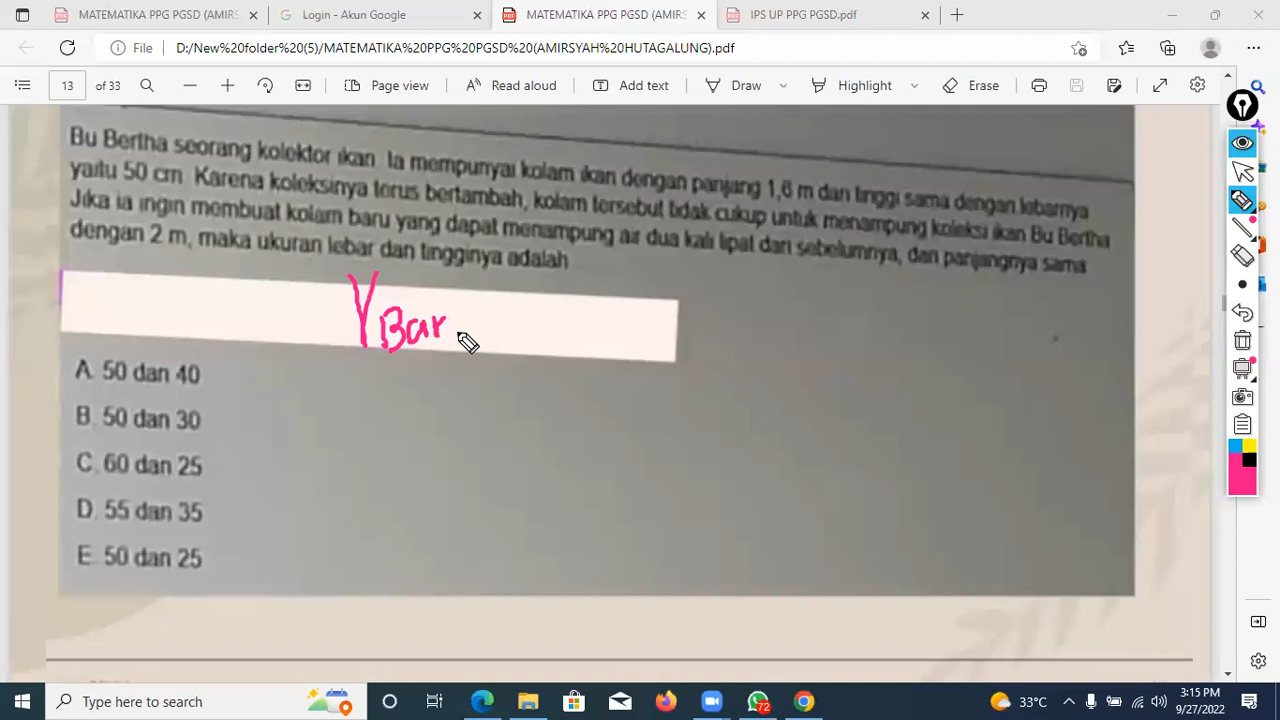 MATEMATIKA PPG PGSD (AMIRS
Login - Akun Google
MATEMATIKA PPG PGSD (AMIRS
IPS UP PPG PGSD.pdf
File
D:/New%20folder%20(5)/MATEMATIKA%20PPG%20PGSD%20(AMIRSYAH%20HUTAGALUNG).pdf
13 of 33
Page view
Read aloud
Add text
Draw
Highlight
Erase
Bu Bertha seorang kolektor ikan. Ia mempunyai kolam ikan dengan panjang 1,6 m dan tinggi sama dengan lebarnya
yaitu 50 cm. Karena koleksinya terus bertambah, kolam tersebut tidak cukup untuk menampung koleksi ikan Bu Bertha
Jika ia ingin membuat kolam baru yang dapat menampung air dua kali lipat dari sebelumnya, dan panjangnya sama
dengan 2 m, maka ukuran lebar dan tingginya adalah
V Bar
A. 50 dan 40
B. 50 dan 30
C. 60 dan 25
D. 55 dan 35
E. 50 dan 25
Type here to search
72
33°C
3:15 PM
9/27/2022